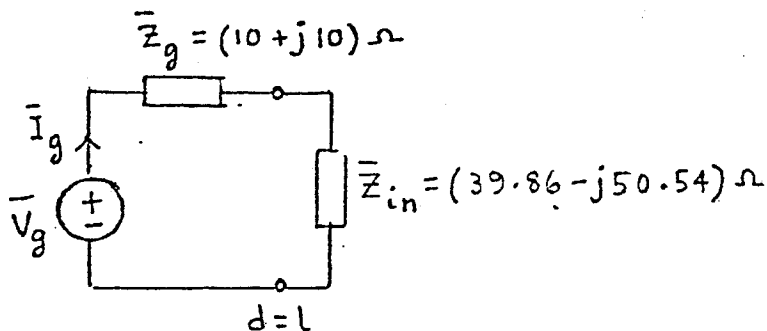 Z̄g = (10 + j10) Ω
Īg
V̄g
+
-
Z̄in = (39.86 - j50.54) Ω
d = l